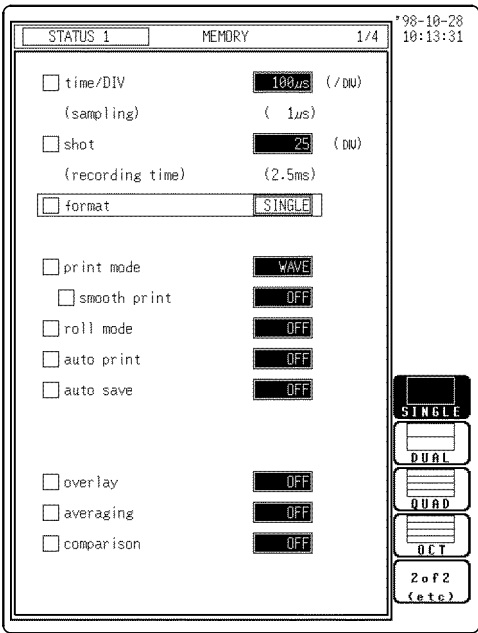 STATUS 1 MEMORY 1/4 '98-10-28
10:13:31
time/DIV 100µs (/DIV)
(sampling) ( 1µs)
shot 25 (DIV)
(recording time) (2.5ms)
format SINGLE
print mode WAVE
smooth print OFF
roll mode OFF
auto print OFF
auto save OFF
overlay OFF
averaging OFF
comparison OFF
SINGLE
DUAL
QUAD
OCT
2of2
(etc)